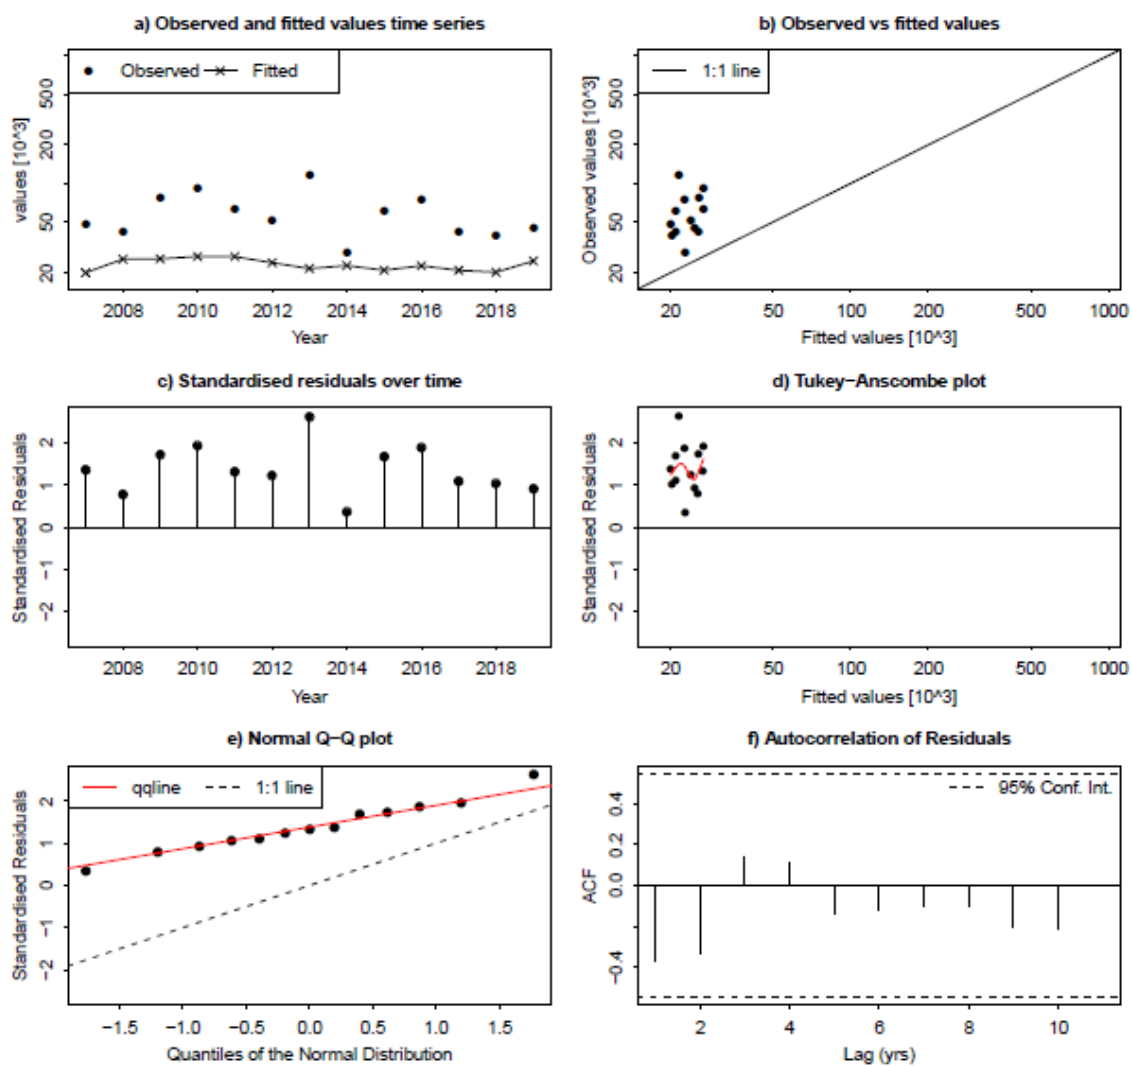 a) Observed and fitted values time series
Observed
Fitted
values [10^3]
500
200
50
20
2008 2010 2012 2014 2016 2018
Year
b) Observed vs fitted values
1:1 line
Observed values [10^3]
500
200
50
20
20 50 100 200 500 1000
Fitted values [10^3]
c) Standardised residuals over time
Standardised Residuals
2
1
0
−1
−2
2008 2010 2012 2014 2016 2018
Year
d) Tukey−Anscombe plot
Standardised Residuals
2
1
0
−1
−2
20 50 100 200 500 1000
Fitted values [10^3]
e) Normal Q−Q plot
qqline
1:1 line
Standardised Residuals
2
1
0
−1
−2
−1.5 −1.0 −0.5 0.0 0.5 1.0 1.5
Quantiles of the Normal Distribution
f) Autocorrelation of Residuals
95% Conf. Int.
ACF
0.4
0.2
0.0
−0.4
2 4 6 8 10
Lag (yrs)